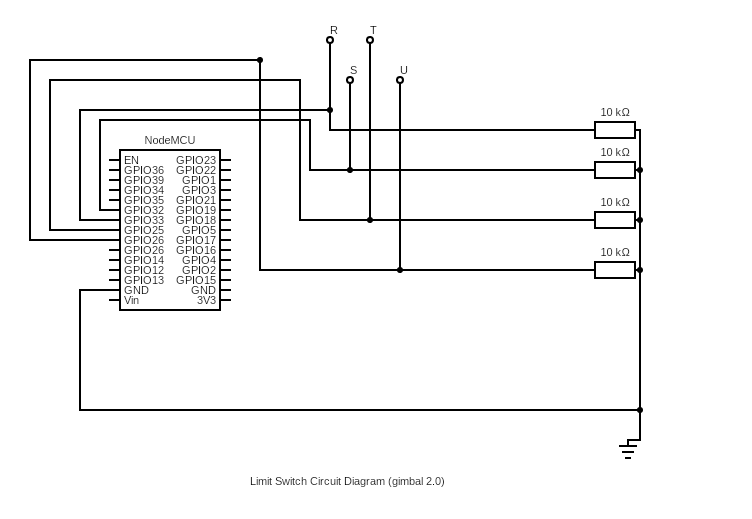 R
T
S
U
10 kΩ
10 kΩ
10 kΩ
10 kΩ
NodeMCU
EN GPIO23
GPIO36 GPIO22
GPIO39 GPIO1
GPIO34 GPIO3
GPIO35 GPIO21
GPIO32 GPIO19
GPIO33 GPIO18
GPIO25 GPIO5
GPIO26 GPIO17
GPIO26 GPIO16
GPIO14 GPIO4
GPIO12 GPIO2
GPIO13 GPIO15
GND GND
Vin 3V3
Limit Switch Circuit Diagram (gimbal 2.0)